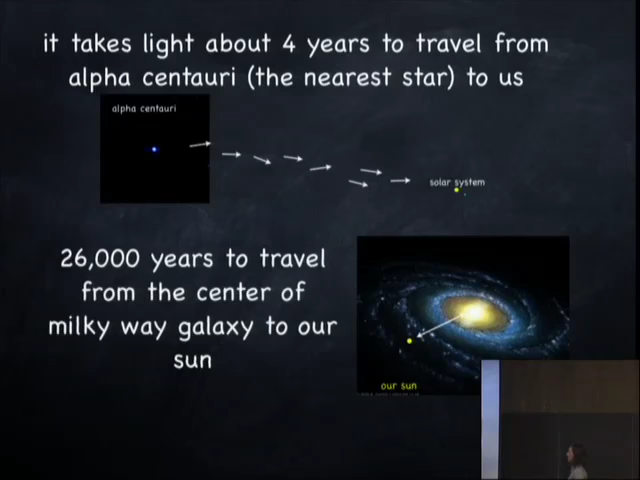 it takes light about 4 years to travel from
alpha centauri (the nearest star) to us
alpha centauri
solar system
26,000 years to travel
from the center of
milky way galaxy to our
sun
our sun